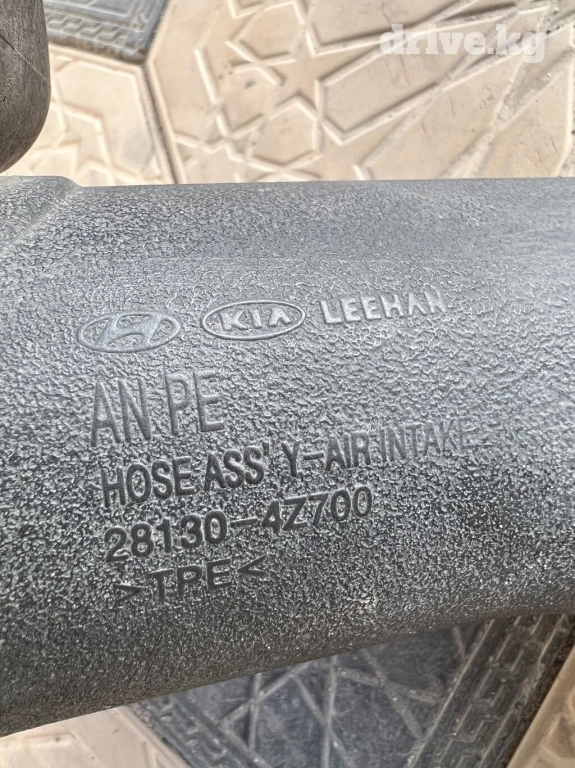 drive.kg
KIA LEEHAN
AN PE
HOSE ASS'Y-AIR INTAKE
28130-4Z700
>TPE<